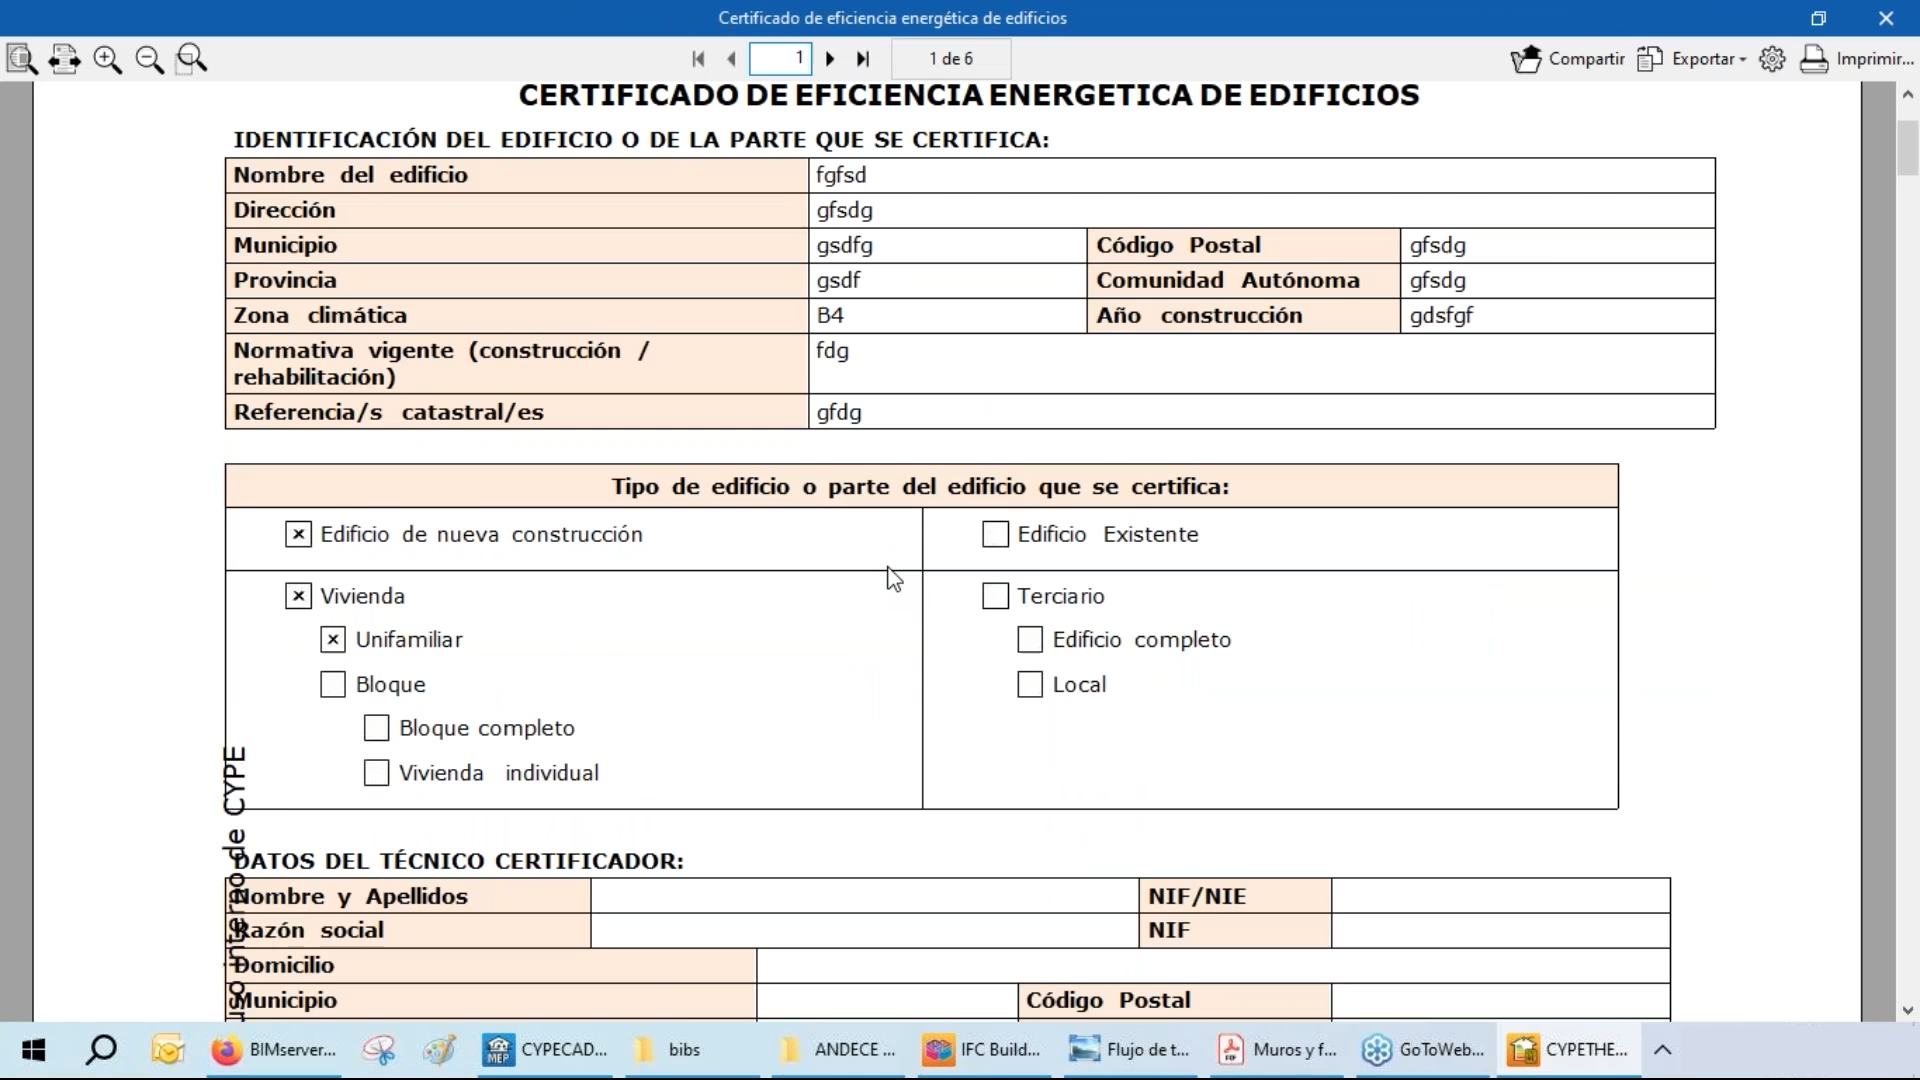 Certificado de eficiencia energética de edificios
1
1 de 6
Compartir
Exportar
Imprimir...
CERTIFICADO DE EFICIENCIA ENERGETICA DE EDIFICIOS
IDENTIFICACIÓN DEL EDIFICIO O DE LA PARTE QUE SE CERTIFICA:
Nombre del edificio fgfsd
Dirección gfsdg
Municipio gsdfg Código Postal gfsdg
Provincia gsdf Comunidad Autónoma gfsdg
Zona climática B4 Año construcción gdsfgf
Normativa vigente (construcción / fdg
rehabilitación)
Referencia/s catastral/es gfdg
Tipo de edificio o parte del edificio que se certifica:
Edificio de nueva construcción Edificio Existente
Vivienda Terciario
Unifamiliar Edificio completo
Bloque Local
Bloque completo
Vivienda individual
uso interno de CYPE
DATOS DEL TÉCNICO CERTIFICADOR:
Nombre y Apellidos NIF/NIE
Razón social NIF
Domicilio
Municipio Código Postal
BIMserver...
MEP
CYPECAD...
bibs
ANDECE ...
IFC Build...
Flujo de t...
Muros y f...
GoToWeb...
CYPETHE...